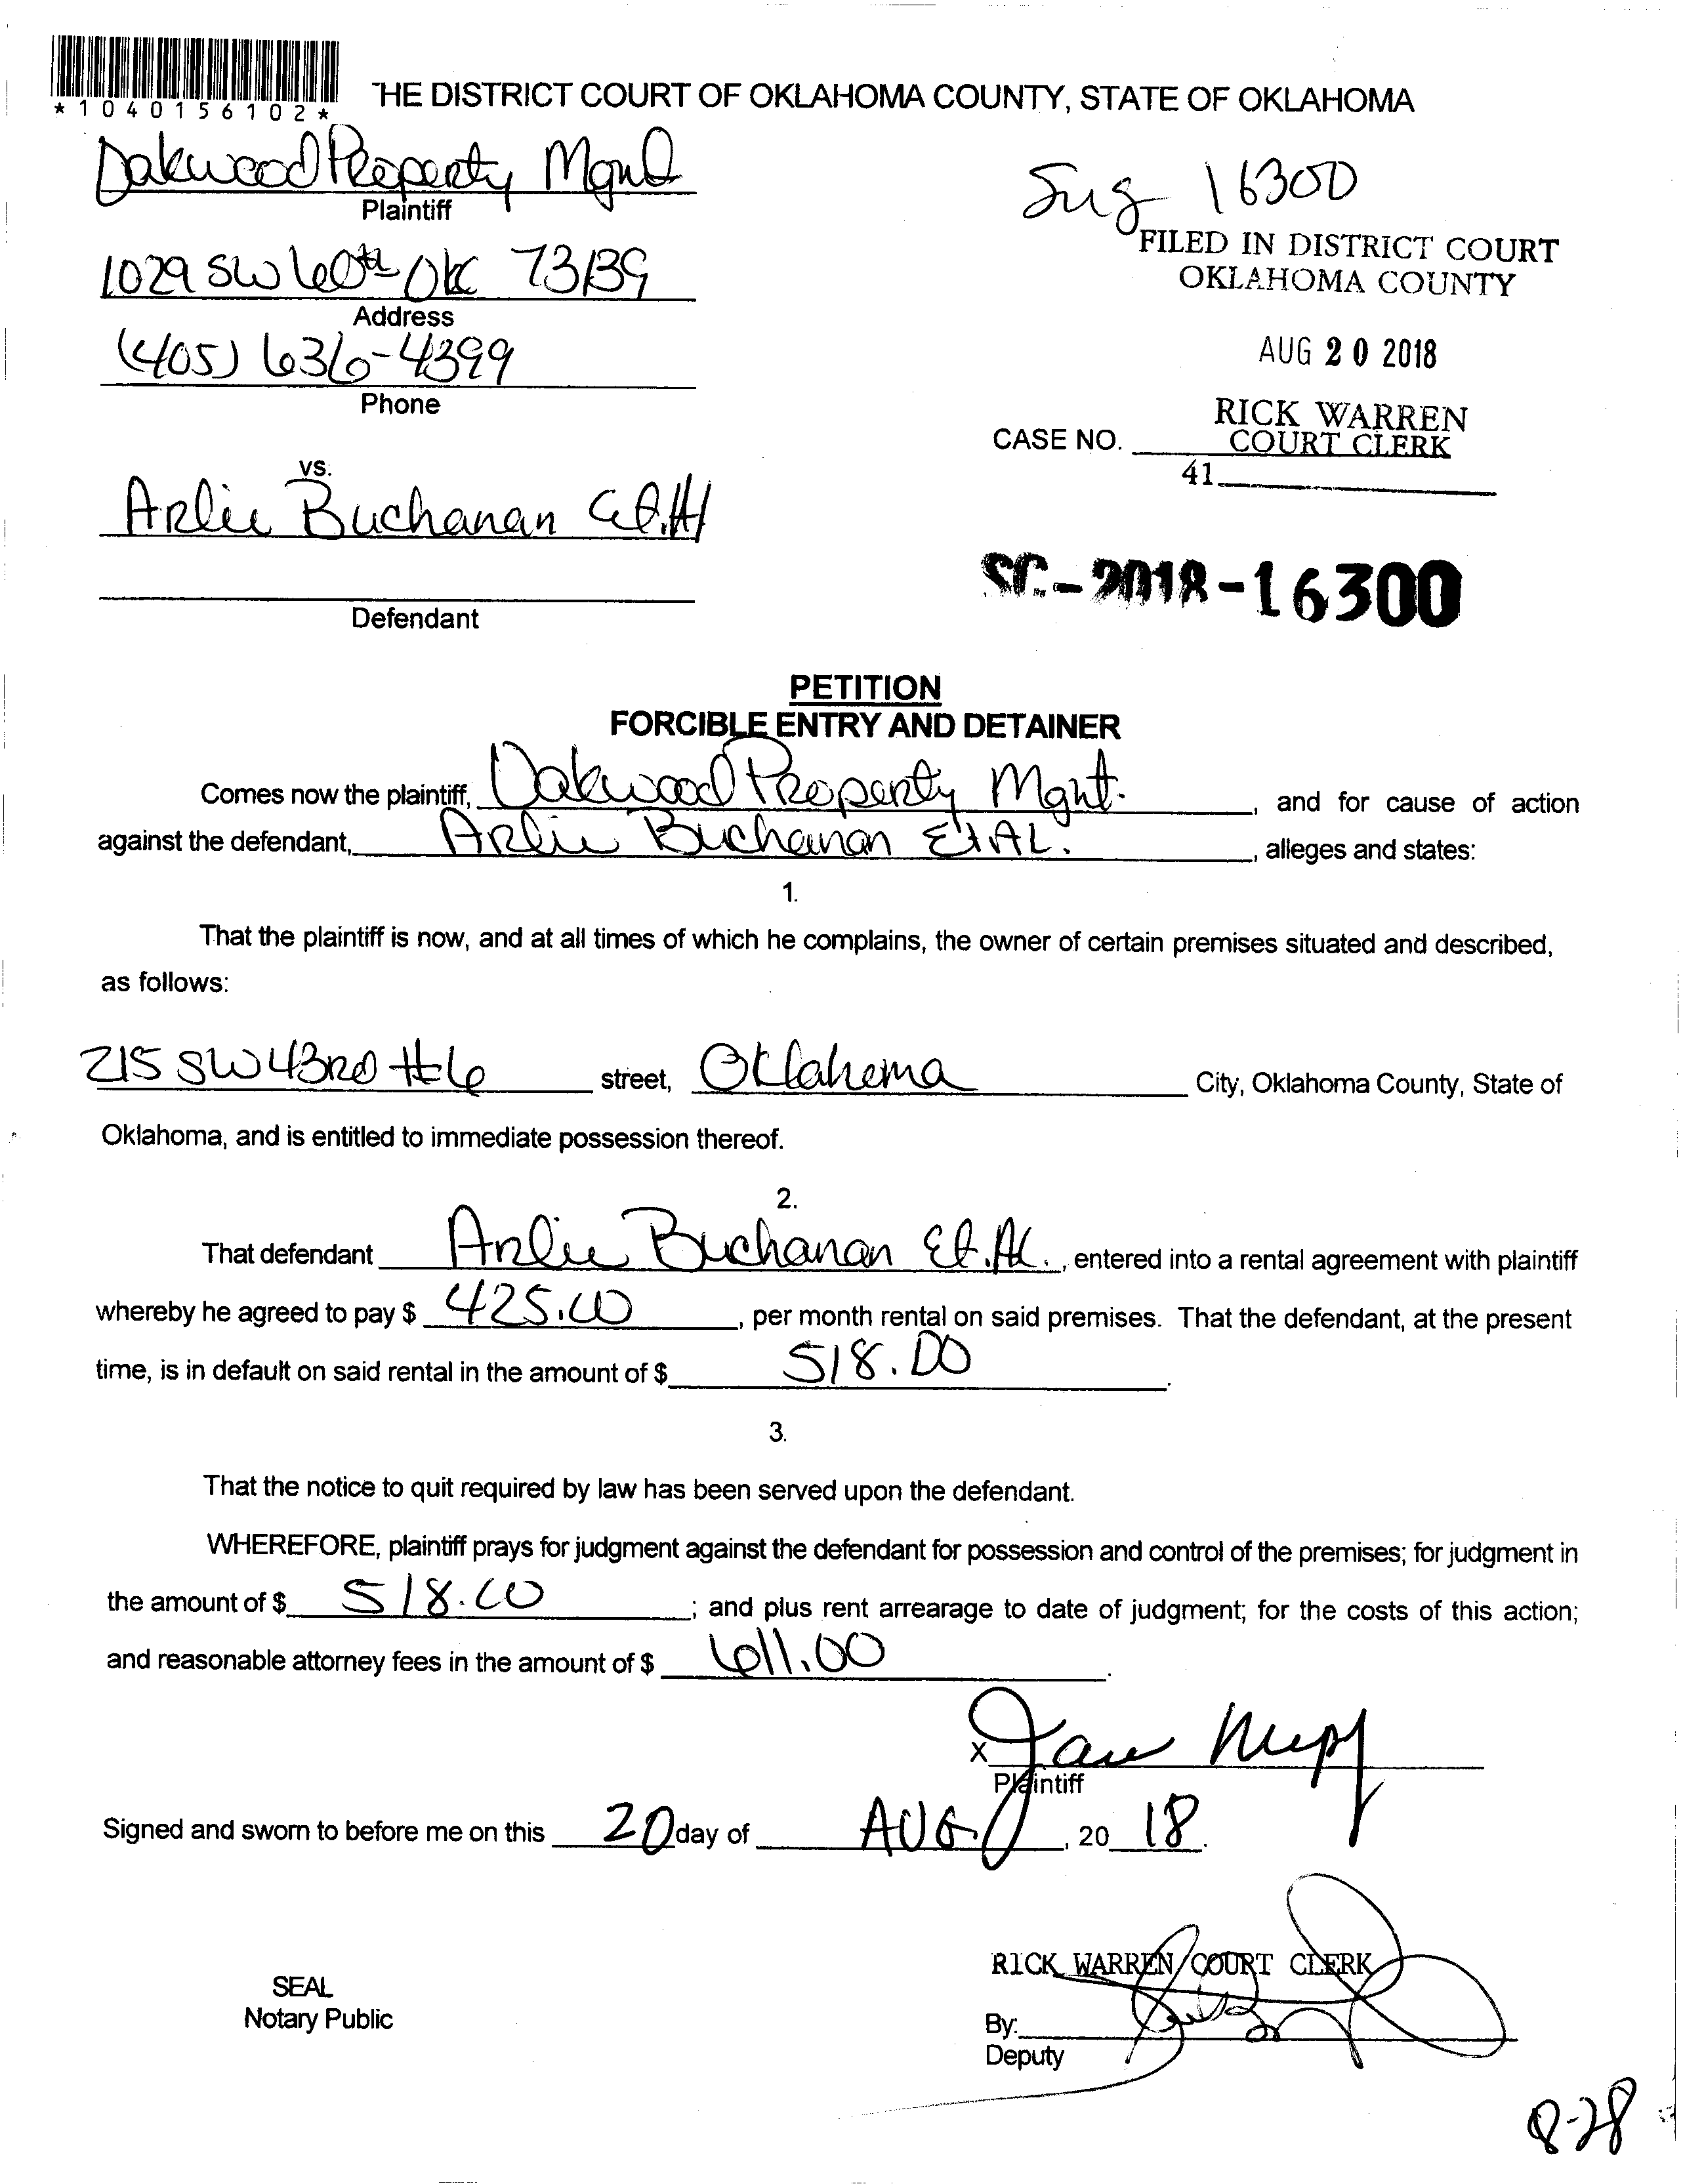 *1040156102*
THE DISTRICT COURT OF OKLAHOMA COUNTY, STATE OF OKLAHOMA
Oakwood Property Mgnt
Plaintiff
1029 SW 60th OKC 73139
Address
(405) 636-4399
Phone
16300
FILED IN DISTRICT COURT
OKLAHOMA COUNTY
AUG 20 2018
RICK WARREN
COURT CLERK
CASE NO.
41
vs.
Arlie Buchanan Et.Al
Defendant
SC-2018-16300
PETITION
FORCIBLE ENTRY AND DETAINER
Comes now the plaintiff, Oakwood Property Mgnt. , and for cause of action
against the defendant, Arlie Buchanan Et AL. , alleges and states:
1.
That the plaintiff is now, and at all times of which he complains, the owner of certain premises situated and described,
as follows:
215 SW 43RD #6 street, Oklahoma City, Oklahoma County, State of
Oklahoma, and is entitled to immediate possession thereof.
2.
That defendant Arlie Buchanan Et.Al. , entered into a rental agreement with plaintiff
whereby he agreed to pay $ 425.00 , per month rental on said premises. That the defendant, at the present
time, is in default on said rental in the amount of $ 518.00 .
3.
That the notice to quit required by law has been served upon the defendant.
WHEREFORE, plaintiff prays for judgment against the defendant for possession and control of the premises; for judgment in
the amount of $ 518.00 ; and plus rent arrearage to date of judgment; for the costs of this action;
and reasonable attorney fees in the amount of $ 611.00 .
X
Plaintiff
Signed and sworn to before me on this 20 day of AUG , 20 18.
RICK WARREN COURT CLERK
SEAL
Notary Public
By:
Deputy
8-28